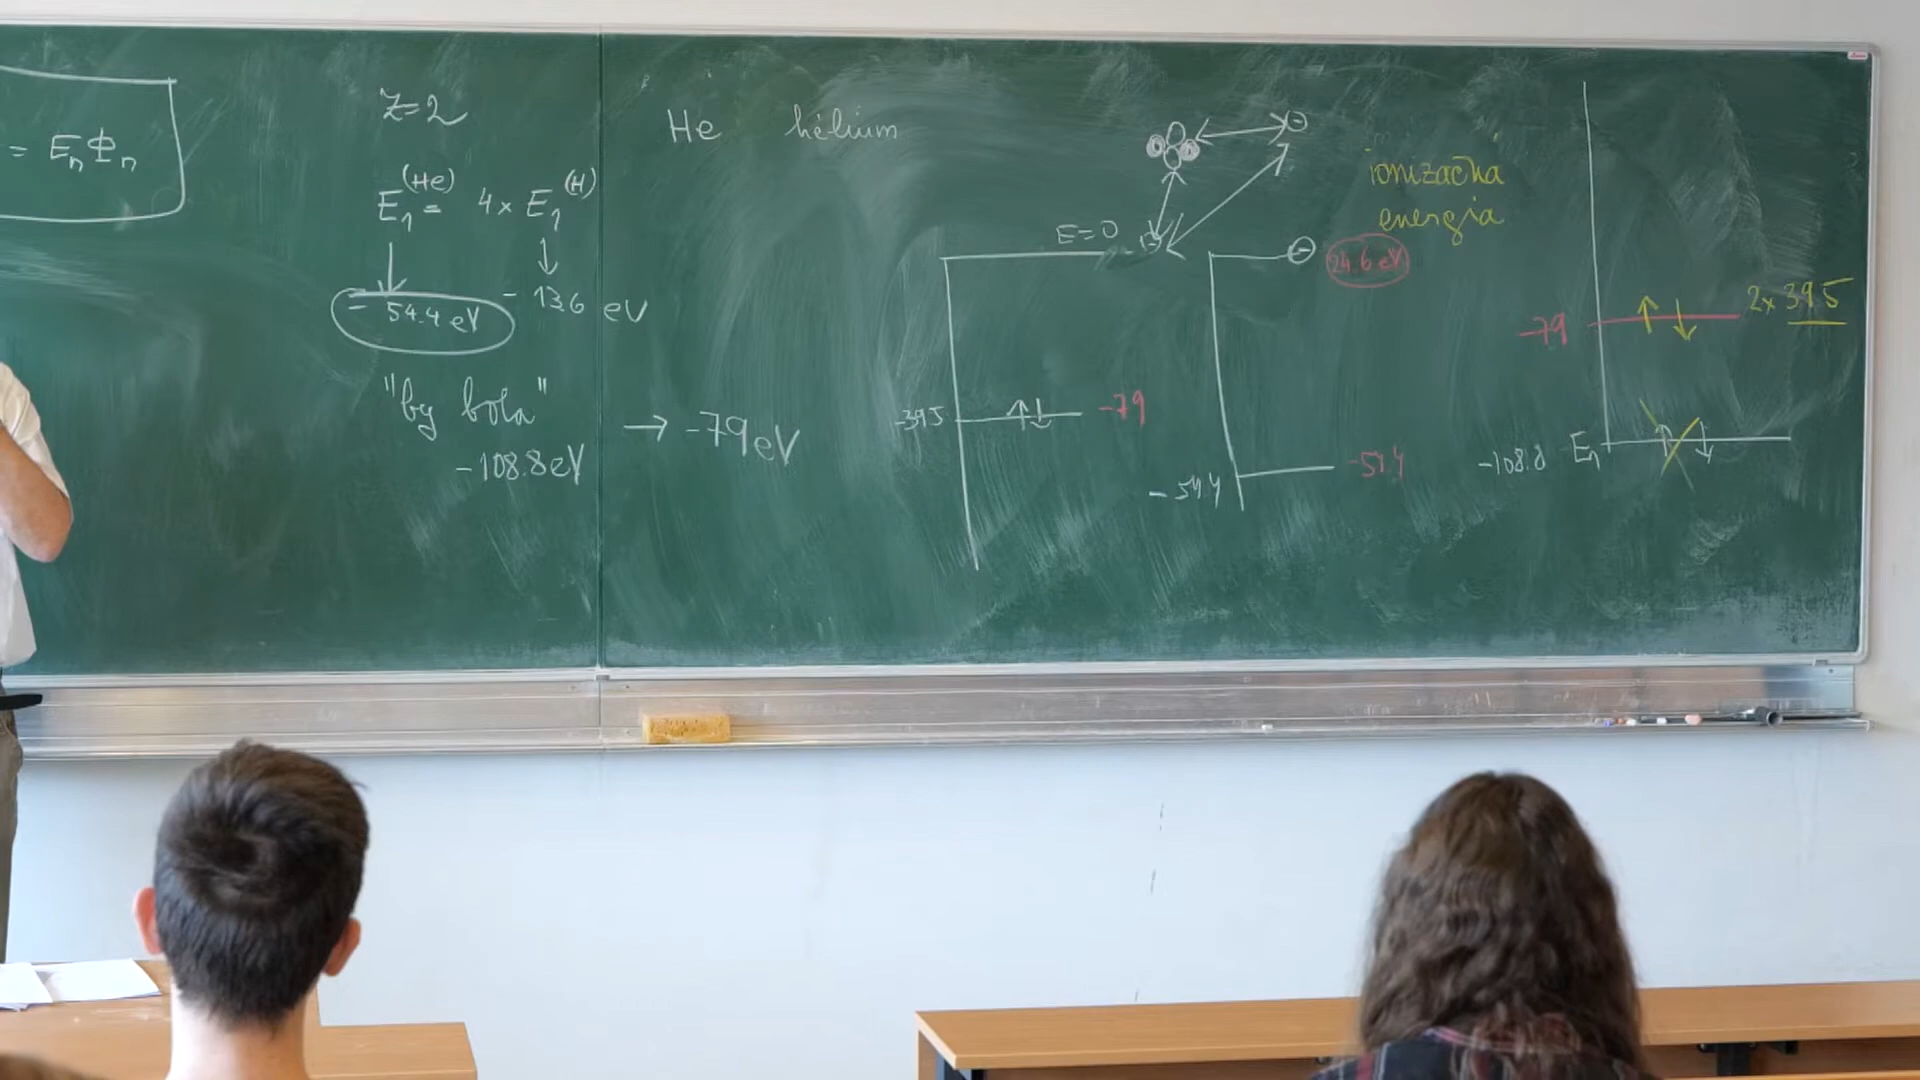 = EₙΦₙ
Z=2
E₁⁽ᴴᵉ⁾ = 4× E₁⁽ᴴ⁾
↓ ↓
= 54.4 eV
- 13.6 eV
"by bola"
-108.8eV
→ -79eV
He hélium
E=0
-39.5 ↑↓ -79
⊖
⊖ 24.6 eV
-54.4 -54.4
ionizačná
energia
-79 ↑ ↓ 2× 39.5
-108.8 E₁ ↑ ↓